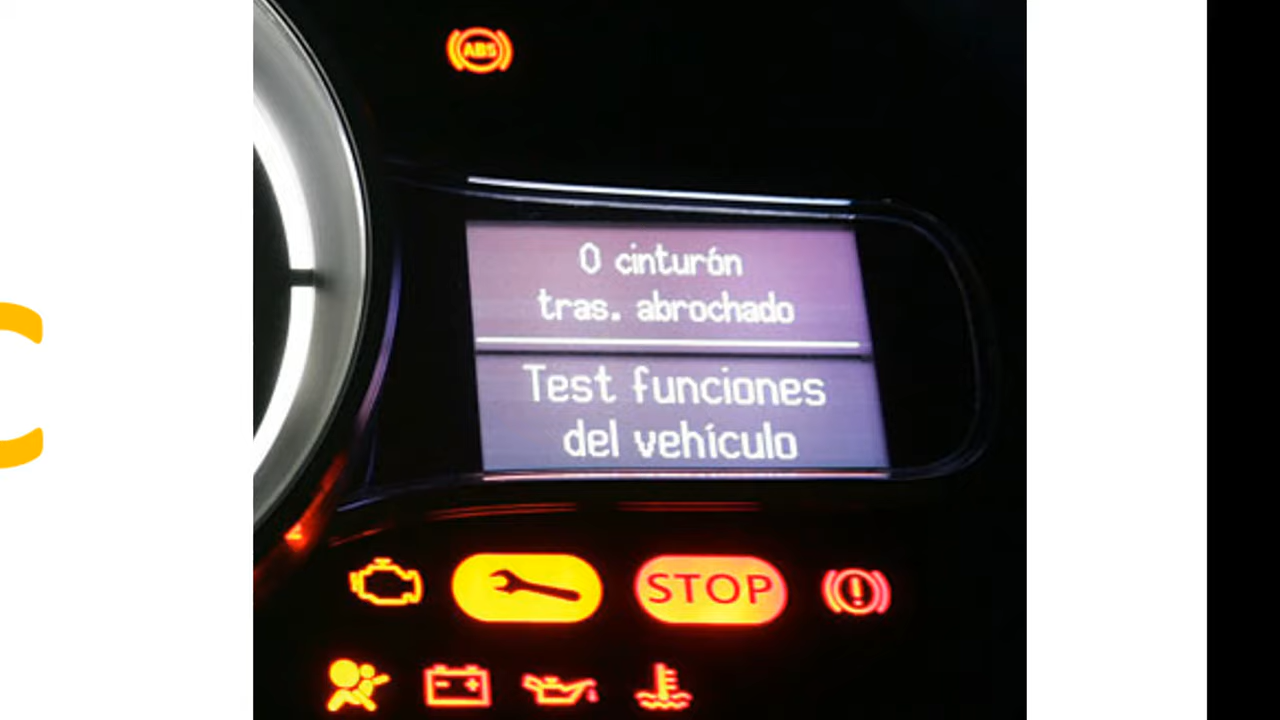 ABS
0 cinturón
tras. abrochado
Test funciones
del vehículo
STOP